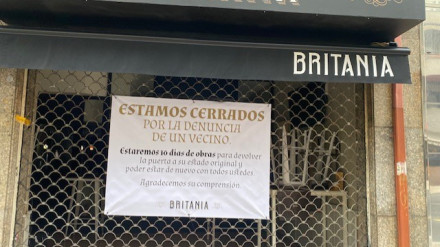 BRITANIA
ESTAMOS CERRADOS
POR LA DENUNCIA
DE UN VECINO.
Estaremos 10 dias de obras para devolver
la puerta a su estado original y
poder estar de nuevo con todos ustedes.
Agradecemos su comprensión.
BRITANIA